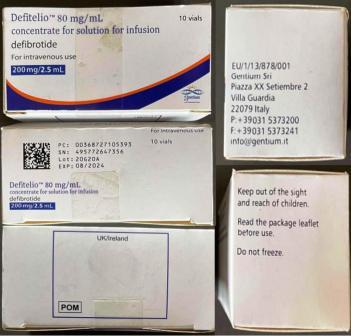 Defitelio™ 80 mg/mL
10 vials
concentrate for solution for infusion
defibrotide
For intravenous use
200 mg/2.5 mL
gentium
EU/1/13/878/001
Gentium Srl
Piazza XX Setiembre 2
Villa Guardia
22079 Italy
P:+39031 5373200
F:+39031 5373241
info@gentium.it
For intravenous use
10 vials
PC: 00368727105393
SN: 495772647356
Lot: 20620A
EXP: 08/2024
Defitelio™ 80 mg/mL
concentrate for solution for infusion
defibrotide
200 mg/2.5 mL
UK/Ireland
POM
Keep out of the sight
and reach of children.
Read the package leaflet
before use.
Do not freeze.